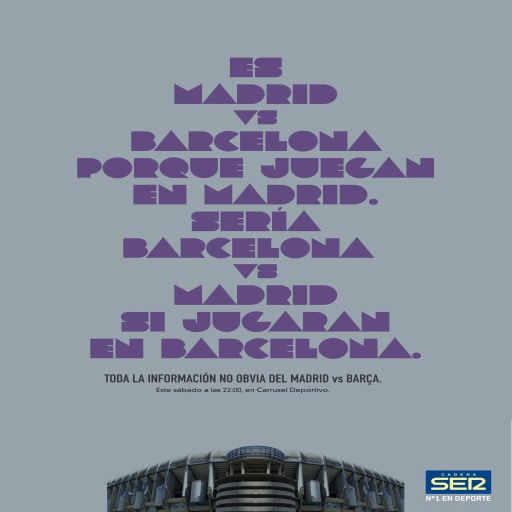 ES
MADRID
VS
BARCELONA
PORQUE JUEGAN
EN MADRID.
SERÍA
BARCELONA
VS
MADRID
SI JUGARAN
EN BARCELONA.
TODA LA INFORMACIÓN NO OBVIA DEL MADRID vs BARÇA.
Este sábado a las 22:00, en Carrusel Deportivo.
CADENA
SER
Nº1 EN DEPORTE